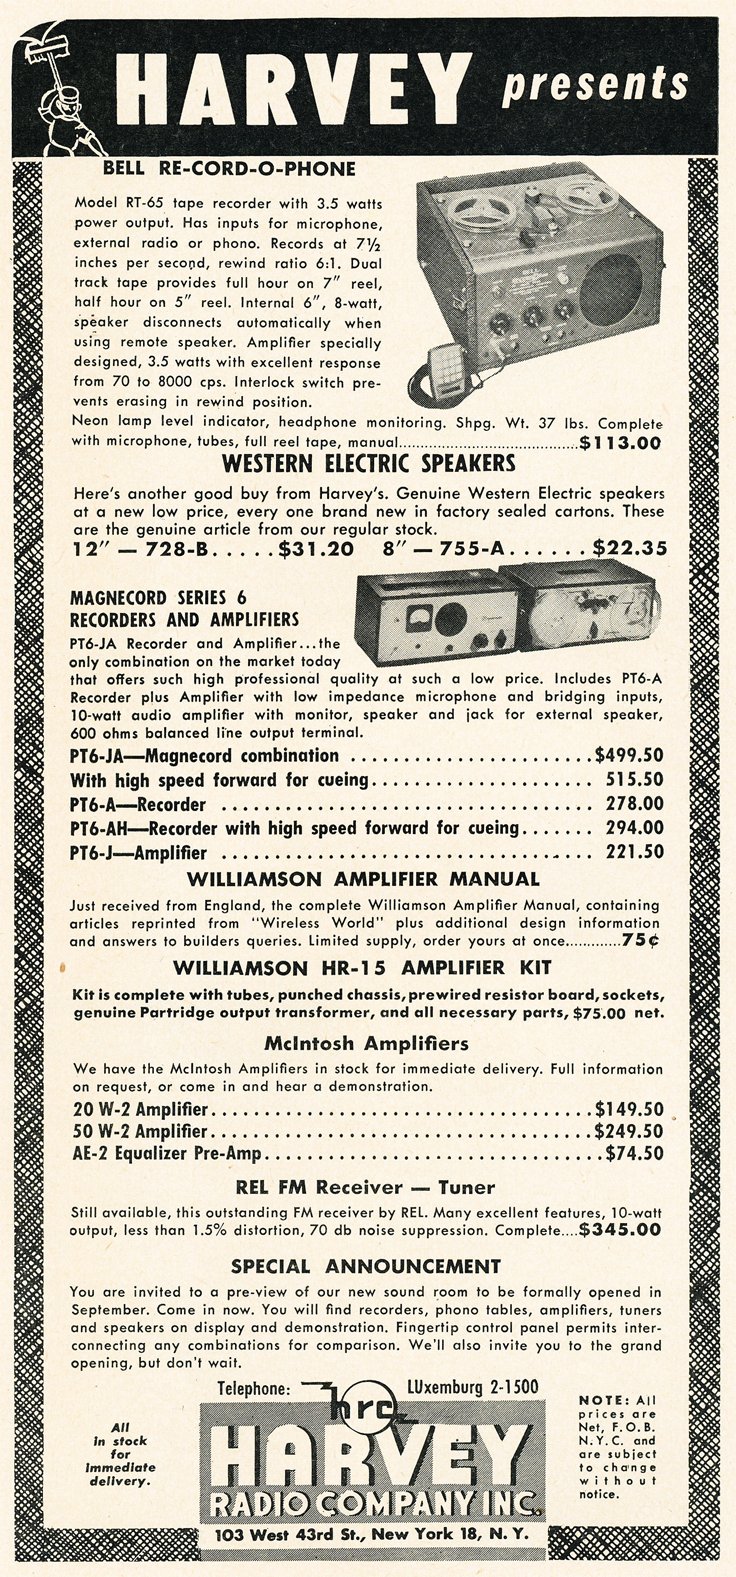 HARVEY presents
BELL RE-CORD-O-PHONE
Model RT-65 tape recorder with 3.5 watts
power output. Has inputs for microphone,
external radio or phono. Records at 7½
inches per second, rewind ratio 6:1. Dual
track tape provides full hour on 7" reel,
half hour on 5" reel. Internal 6", 8-watt,
speaker disconnects automatically when
using remote speaker. Amplifier specially
designed, 3.5 watts with excellent response
from 70 to 8000 cps. Interlock switch pre-
vents erasing in rewind position.
Neon lamp level indicator, headphone monitoring. Shpg. Wt. 37 lbs. Complete
with microphone, tubes, full reel tape, manual..........................................$113.00
WESTERN ELECTRIC SPEAKERS
Here's another good buy from Harvey's. Genuine Western Electric speakers
at a new low price, every one brand new in factory sealed cartons. These
are the genuine article from our regular stock.
12" — 728-B.....$31.20 8" — 755-A......$22.35
MAGNECORD SERIES 6
RECORDERS AND AMPLIFIERS
PT6-JA Recorder and Amplifier...the
only combination on the market today
that offers such high professional quality at such a low price. Includes PT6-A
Recorder plus Amplifier with low impedance microphone and bridging inputs,
10-watt audio amplifier with monitor, speaker and jack for external speaker,
600 ohms balanced line output terminal.
PT6-JA—Magnecord combination .......................$499.50
With high speed forward for cueing..................... 515.50
PT6-A—Recorder ................................... 278.00
PT6-AH—Recorder with high speed forward for cueing....... 294.00
PT6-J—Amplifier ................................... 221.50
WILLIAMSON AMPLIFIER MANUAL
Just received from England, the complete Williamson Amplifier Manual, containing
articles reprinted from "Wireless World" plus additional design information
and answers to builders queries. Limited supply, order yours at once.............75¢
WILLIAMSON HR-15 AMPLIFIER KIT
Kit is complete with tubes, punched chassis, prewired resistor board, sockets,
genuine Partridge output transformer, and all necessary parts, $75.00 net.
McIntosh Amplifiers
We have the McIntosh Amplifiers in stock for immediate delivery. Full information
on request, or come in and hear a demonstration.
20 W-2 Amplifier.....................................$149.50
50 W-2 Amplifier.....................................$249.50
AE-2 Equalizer Pre-Amp.................................$74.50
REL FM Receiver — Tuner
Still available, this outstanding FM receiver by REL. Many excellent features, 10-watt
output, less than 1.5% distortion, 70 db noise suppression. Complete....$345.00
SPECIAL ANNOUNCEMENT
You are invited to a pre-view of our new sound room to be formally opened in
September. Come in now. You will find recorders, phono tables, amplifiers, tuners
and speakers on display and demonstration. Fingertip control panel permits inter-
connecting any combinations for comparison. We'll also invite you to the grand
opening, but don't wait.
Telephone: LUxemburg 2-1500
All
in stock
for
immediate
delivery.
hrc
HARVEY
RADIO COMPANY INC.
103 West 43rd St., New York 18, N. Y.
NOTE: All
prices are
Net, F.O.B.
N.Y.C. and
are subject
to change
without
notice.